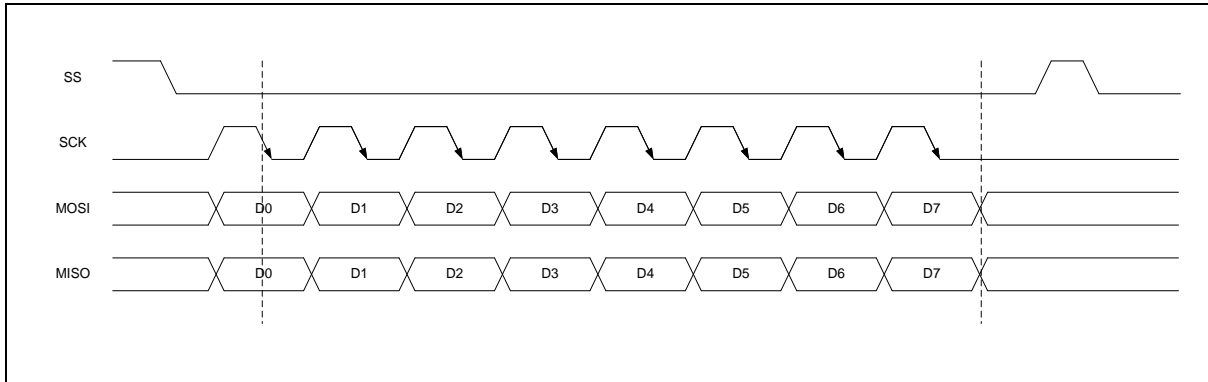 SS
SCK
MOSI D0 D1 D2 D3 D4 D5 D6 D7
MISO D0 D1 D2 D3 D4 D5 D6 D7